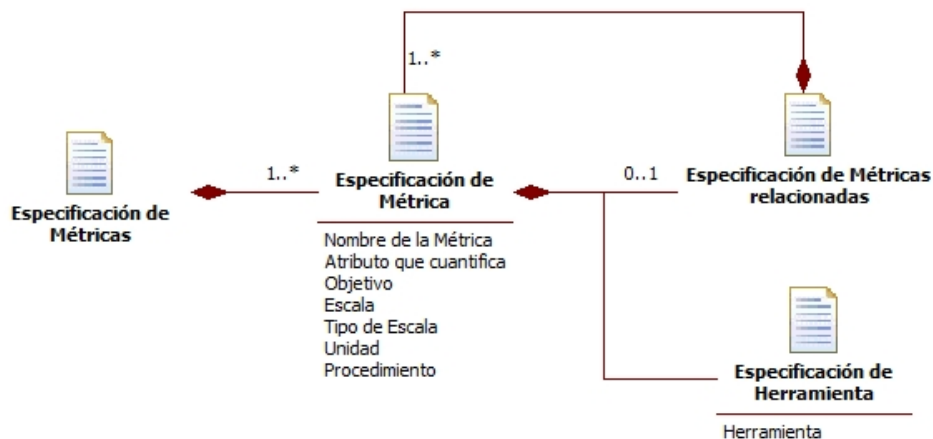 1..*
1..*
0..1
Especificación de
Métricas
Especificación de
Métrica
Nombre de la Métrica
Atributo que cuantifica
Objetivo
Escala
Tipo de Escala
Unidad
Procedimiento
Especificación de Métricas
relacionadas
Especificación de
Herramienta
Herramienta